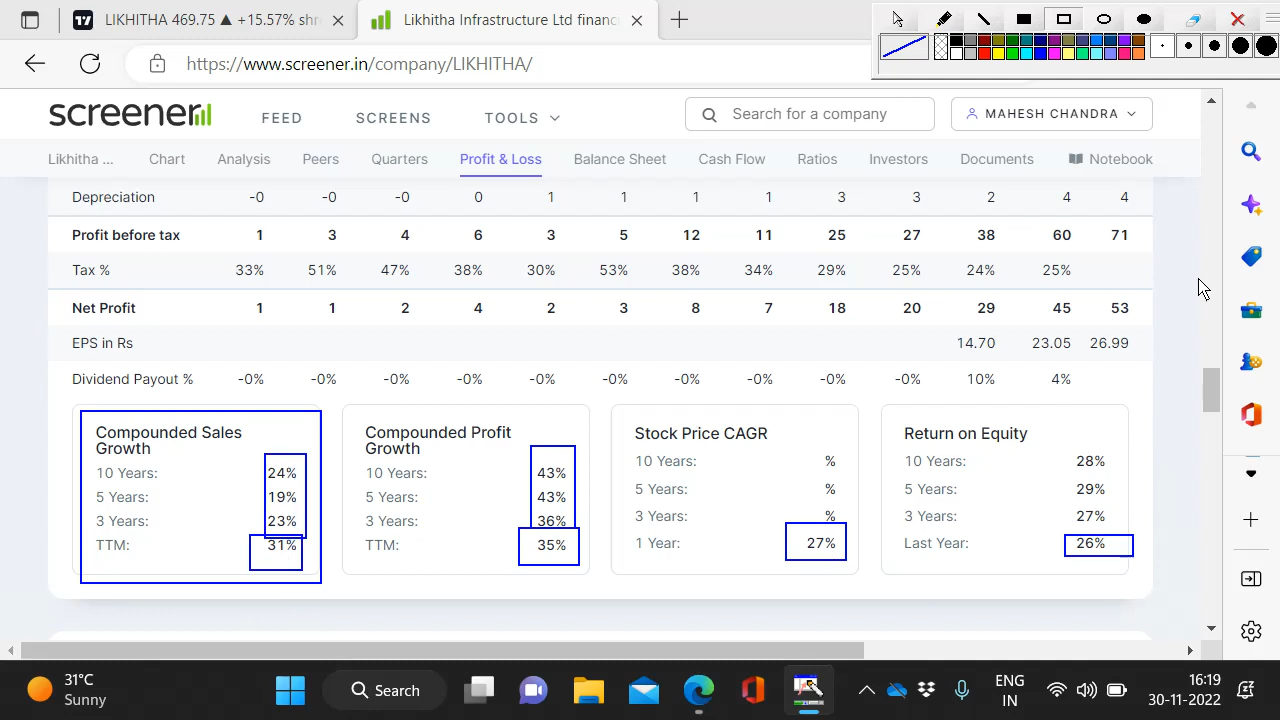 LIKHITHA 469.75 ▲ +15.57% shr
Likhitha Infrastructure Ltd financ
https://www.screener.in/company/LIKHITHA/
screener
FEED SCREENS TOOLS
Search for a company
MAHESH CHANDRA
Likhitha ... Chart Analysis Peers Quarters Profit & Loss Balance Sheet Cash Flow Ratios Investors Documents Notebook
Depreciation -0 -0 -0 0 1 1 1 1 3 3 2 4 4
Profit before tax 1 3 4 6 3 5 12 11 25 27 38 60 71
Tax % 33% 51% 47% 38% 30% 53% 38% 34% 29% 25% 24% 25%
Net Profit 1 1 2 4 2 3 8 7 18 20 29 45 53
EPS in Rs 14.70 23.05 26.99
Dividend Payout % -0% -0% -0% -0% -0% -0% -0% -0% -0% -0% 10% 4%
Compounded Sales
Growth
10 Years: 24%
5 Years: 19%
3 Years: 23%
TTM: 31%
Compounded Profit
Growth
10 Years: 43%
5 Years: 43%
3 Years: 36%
TTM: 35%
Stock Price CAGR
10 Years: %
5 Years: %
3 Years: %
1 Year: 27%
Return on Equity
10 Years: 28%
5 Years: 29%
3 Years: 27%
Last Year: 26%
31°C
Sunny
Search
ENG
IN
16:19
30-11-2022